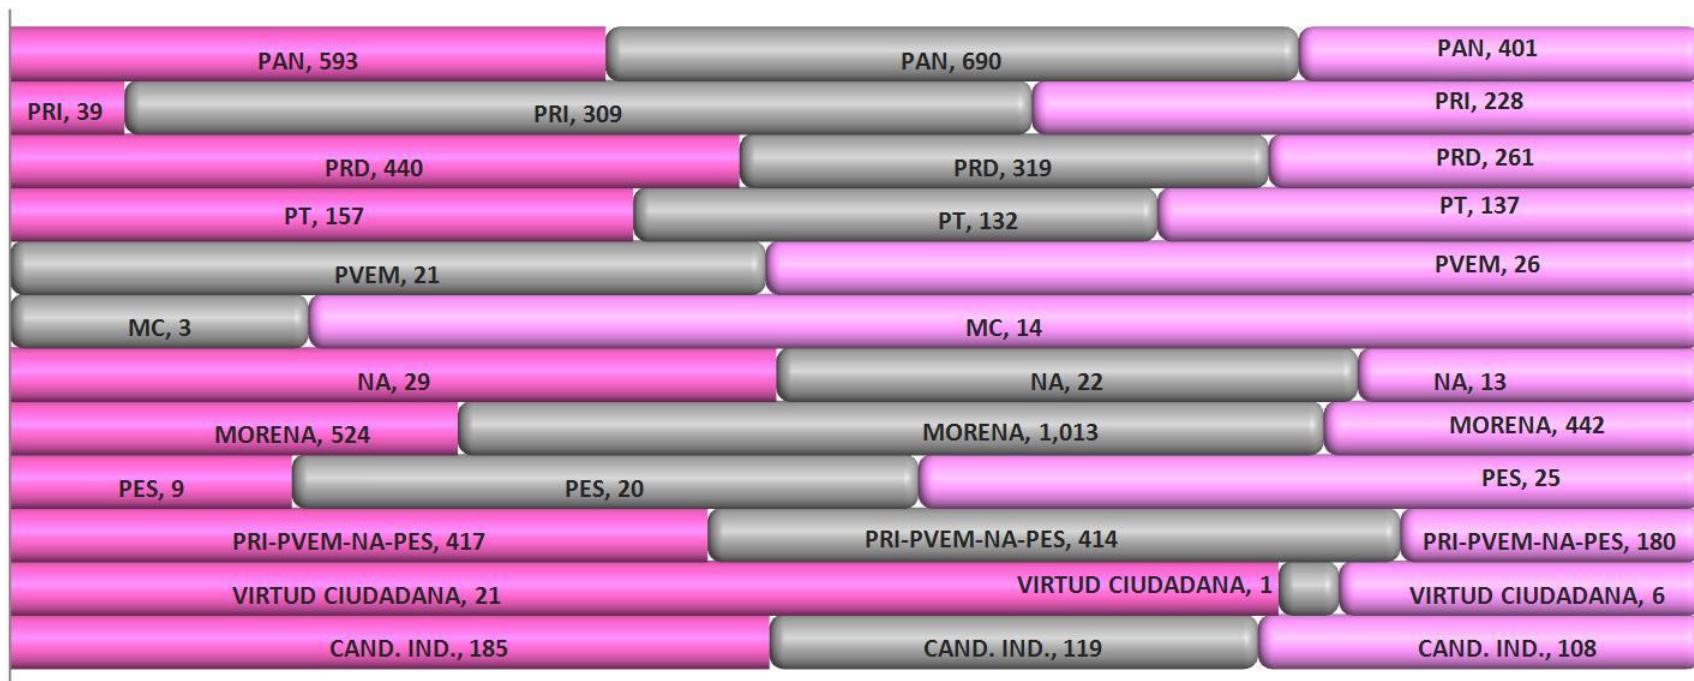 PAN, 593 PAN, 690 PAN, 401
PRI, 39 PRI, 309 PRI, 228
PRD, 440 PRD, 319 PRD, 261
PT, 157 PT, 132 PT, 137
PVEM, 21 PVEM, 26
MC, 3 MC, 14
NA, 29 NA, 22 NA, 13
MORENA, 524 MORENA, 1,013 MORENA, 442
PES, 9 PES, 20 PES, 25
PRI-PVEM-NA-PES, 417 PRI-PVEM-NA-PES, 414 PRI-PVEM-NA-PES, 180
VIRTUD CIUDADANA, 21 VIRTUD CIUDADANA, 1 VIRTUD CIUDADANA, 6
CAND. IND., 185 CAND. IND., 119 CAND. IND., 108